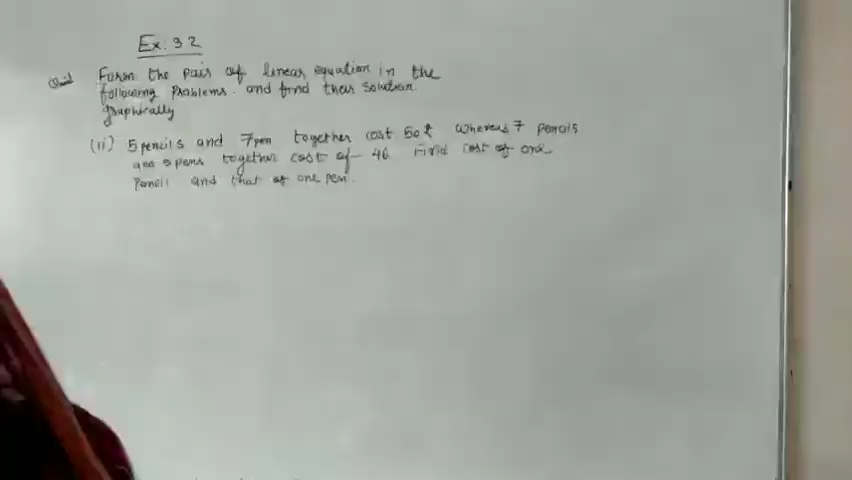 Ex. 3.2
Form the pair of linear equation in the
following problems. and find their solution.
graphically
(ii) 5 pencils and 7 pen together cost 50₹ whereas 7 pencils
and 5 pens together cost of 46 Find cost of one
pencil and that of one pen.